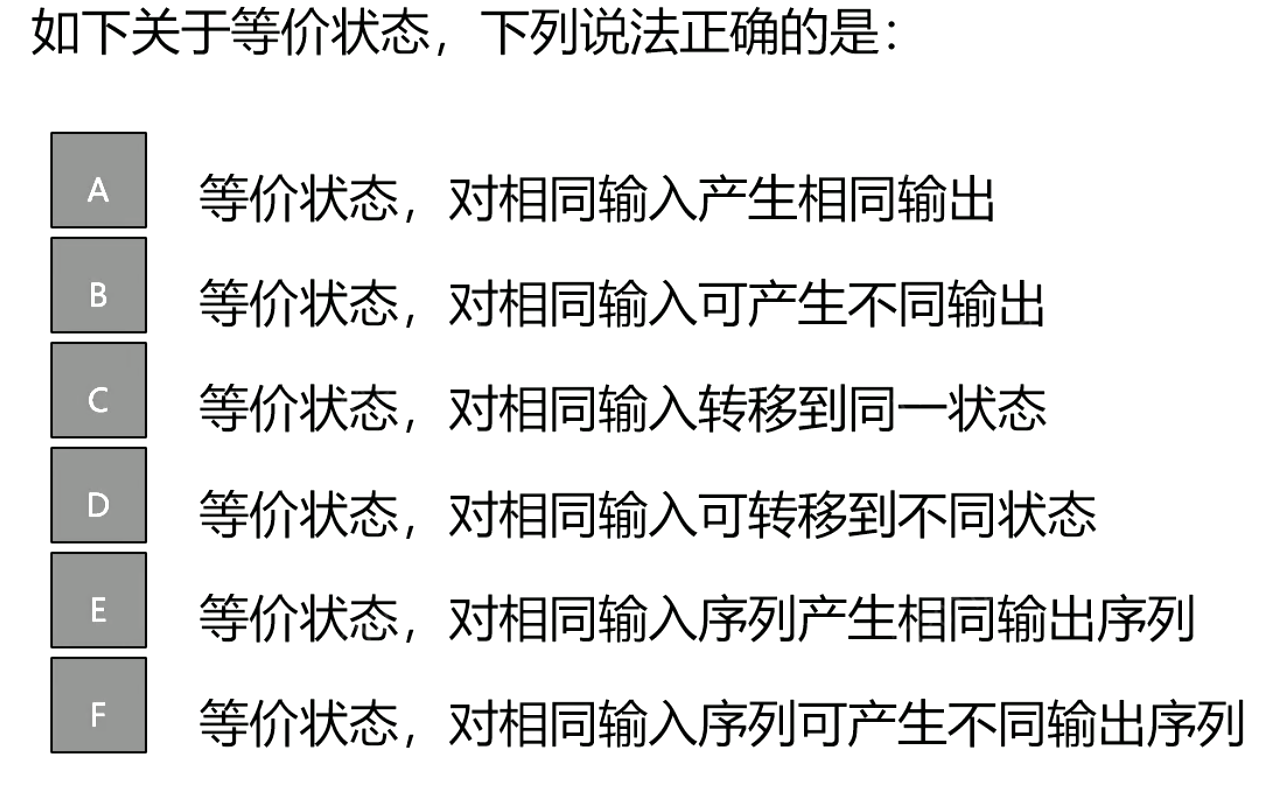 如下关于等价状态，下列说法正确的是：
A 等价状态，对相同输入产生相同输出
B 等价状态，对相同输入可产生不同输出
C 等价状态，对相同输入转移到同一状态
D 等价状态，对相同输入可转移到不同状态
E 等价状态，对相同输入序列产生相同输出序列
F 等价状态，对相同输入序列可产生不同输出序列